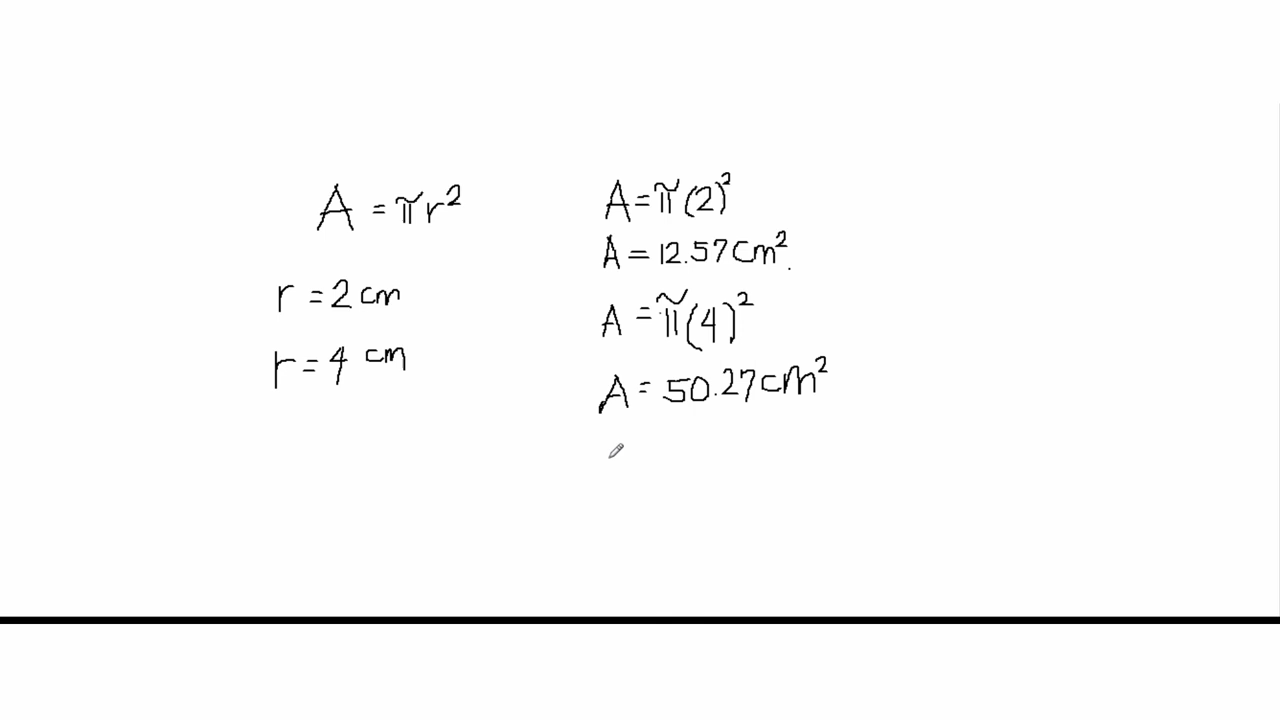 A = πr²
r = 2 cm
r = 4 cm
A = π(2)²
A = 12.57 cm².
A = π(4)²
A = 50.27 cm²